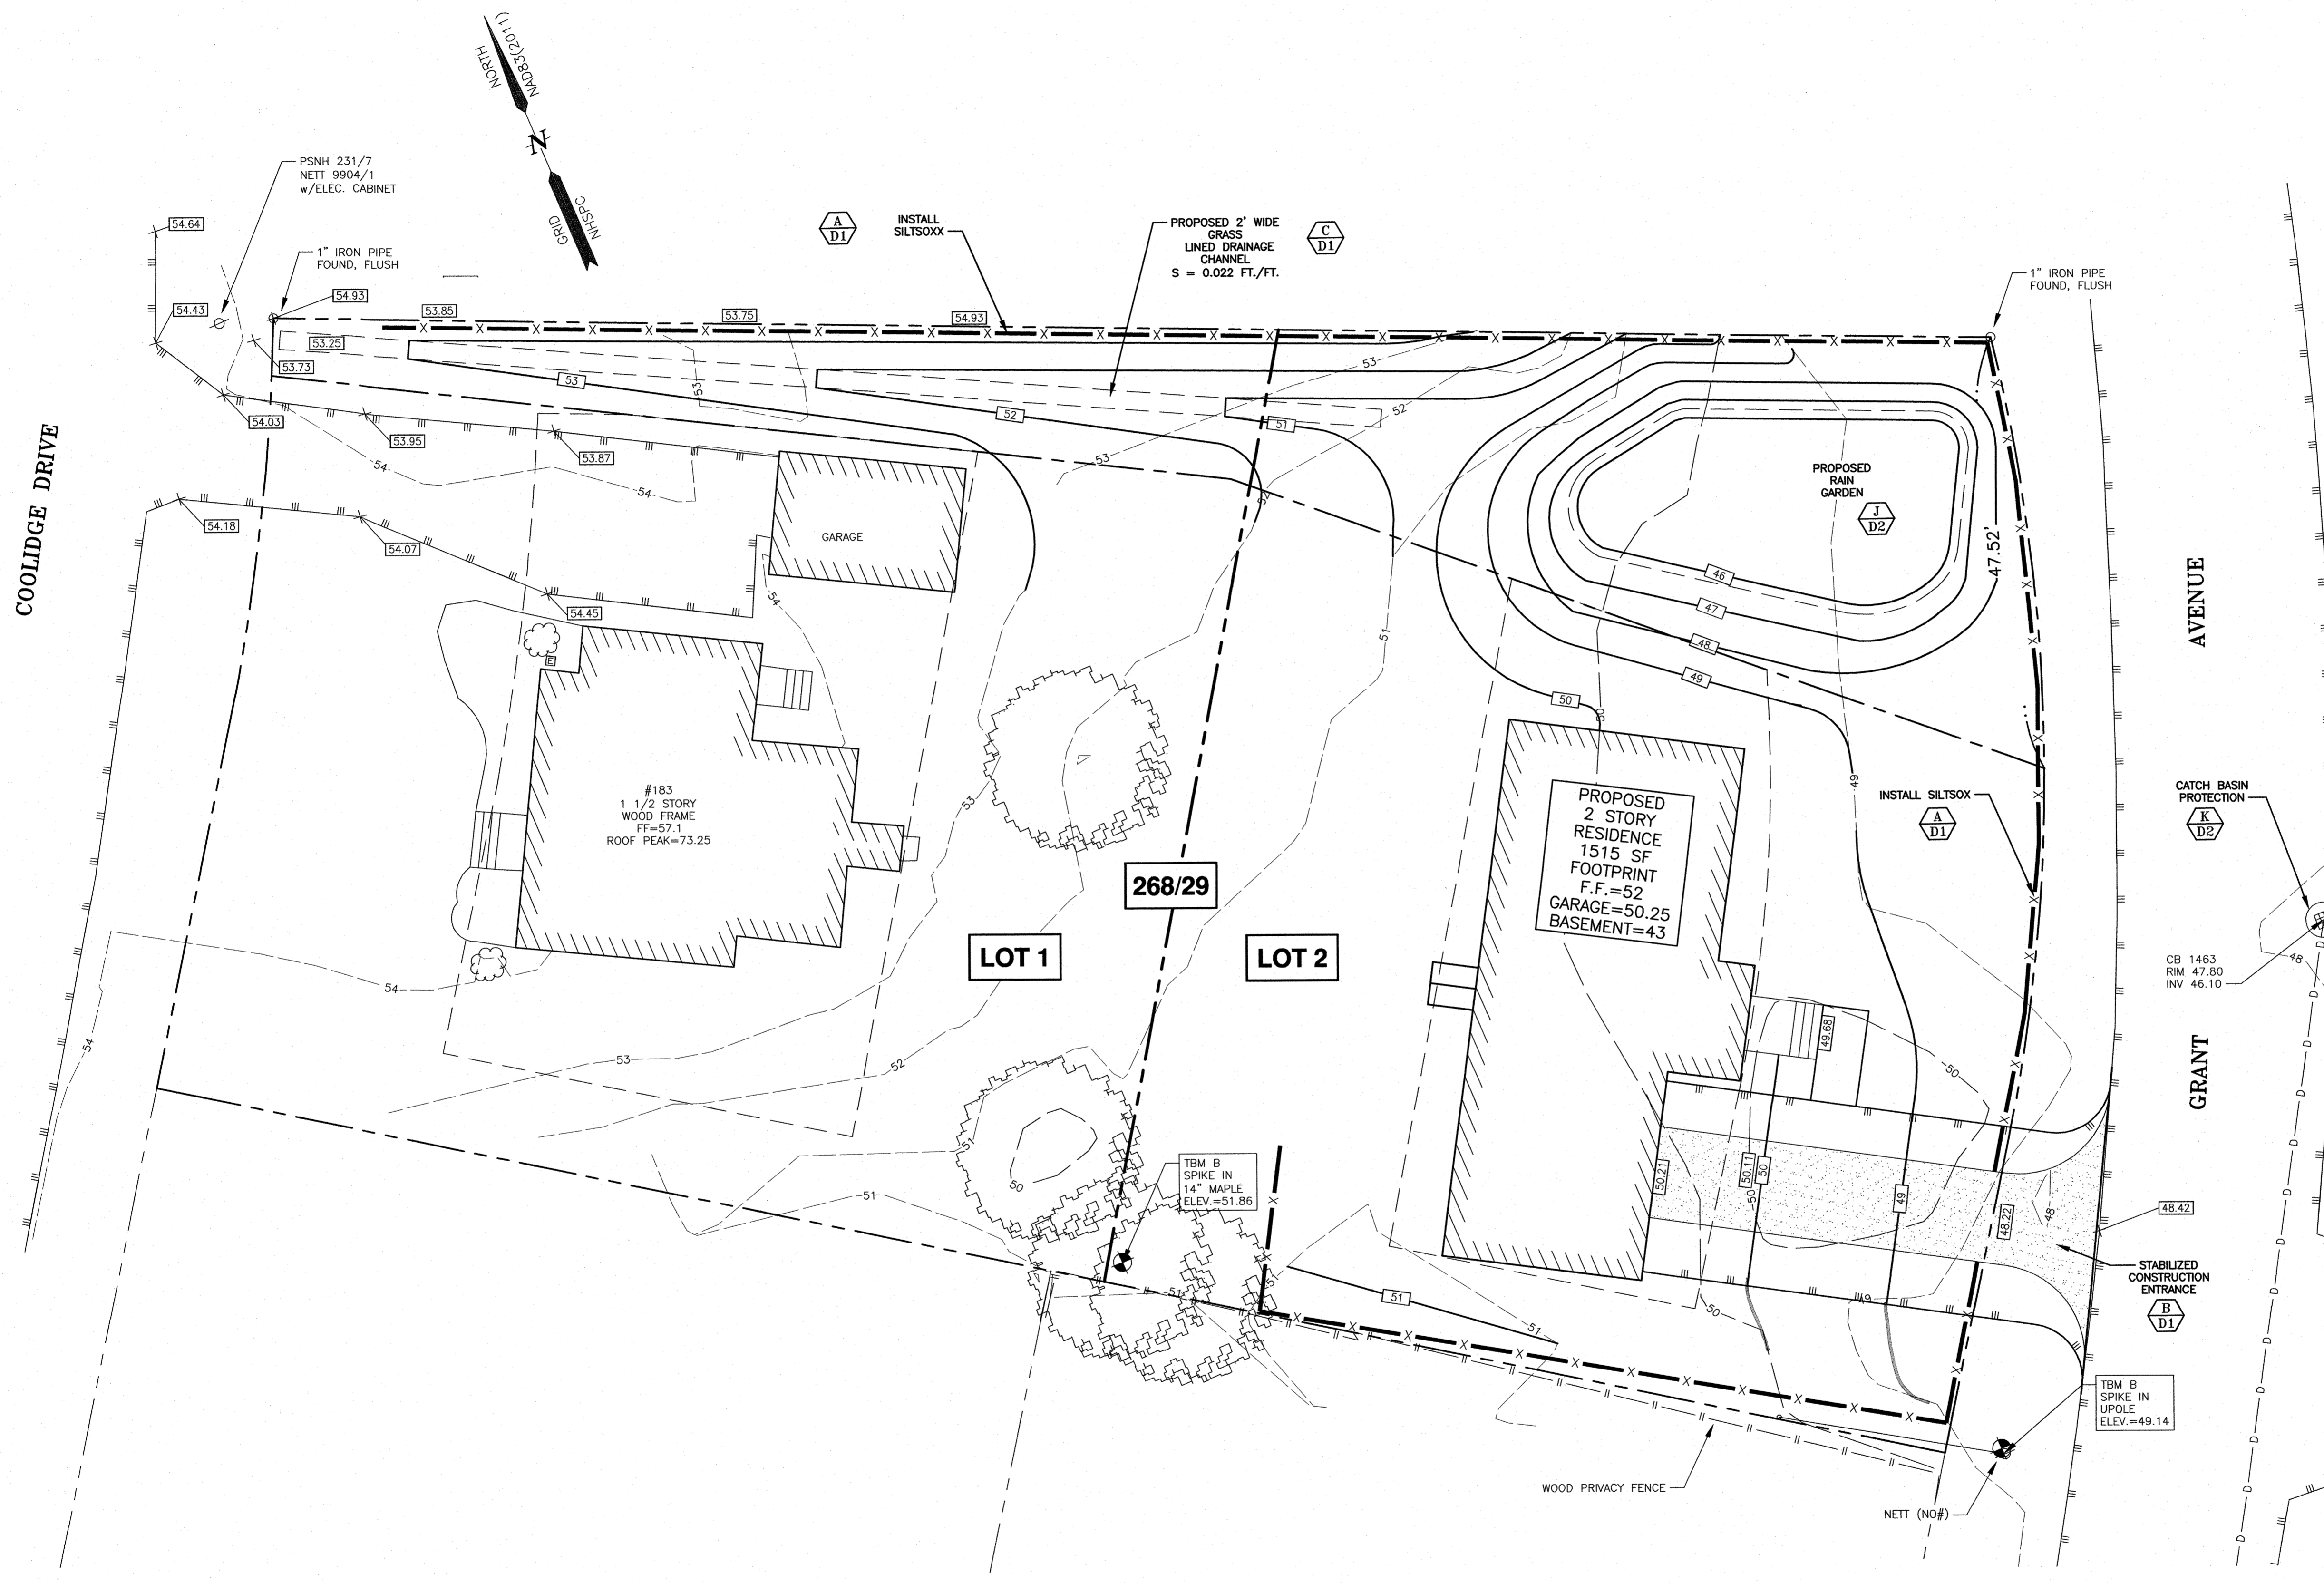 NORTH
NAD83(2011)
N
GRID
NHSPC
PSNH 231/7
NETT 9904/1
w/ELEC. CABINET
54.64
1" IRON PIPE
FOUND, FLUSH
54.43
54.93
53.85
53.75
54.93
A
D1
INSTALL
SILTSOXX
PROPOSED 2' WIDE
GRASS
LINED DRAINAGE
CHANNEL
S = 0.022 FT./FT.
C
D1
1" IRON PIPE
FOUND, FLUSH
53.25
53.73
53
53
53
52
52
51
53
52
54.03
53.95
53.87
54
54
54.18
54.07
54.45
54
GARAGE
COOLIDGE DRIVE
51
PROPOSED
RAIN
GARDEN
J
D2
47.52'
46
47
48
49
50
50
49
E
#183
1 1/2 STORY
WOOD FRAME
FF=57.1
ROOF PEAK=73.25
53
268/29
LOT 1
LOT 2
PROPOSED
2 STORY
RESIDENCE
1515 SF
FOOTPRINT
F.F.=52
GARAGE=50.25
BASEMENT=43
INSTALL SILTSOX
A
D1
AVENUE
GRANT
CATCH BASIN
PROTECTION
K
D2
CB 1463
RIM 47.80
INV 46.10
48
D
D
D
D
D
D
D
D
D
54
54
53
52
51
50
51
49.68
50
TBM B
SPIKE IN
14" MAPLE
ELEV.=51.86
50.21
50.11
50
50
49
48.22
48
48.42
STABILIZED
CONSTRUCTION
ENTRANCE
B
D1
51
51
51
51
50
49
TBM B
SPIKE IN
UPOLE
ELEV.=49.14
WOOD PRIVACY FENCE
NETT (NO#)